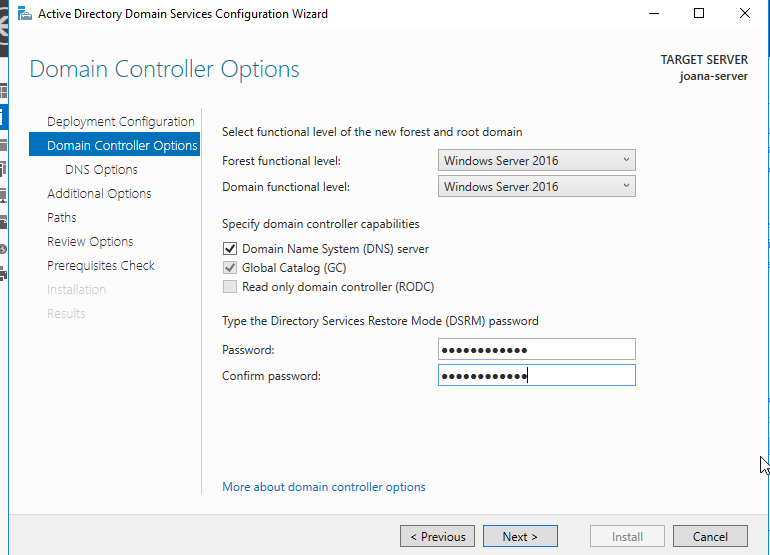 Active Directory Domain Services Configuration Wizard
Domain Controller Options
TARGET SERVER
joana-server
Deployment Configuration
Domain Controller Options
DNS Options
Additional Options
Paths
Review Options
Prerequisites Check
Installation
Results
Select functional level of the new forest and root domain
Forest functional level: Windows Server 2016
Domain functional level: Windows Server 2016
Specify domain controller capabilities
Domain Name System (DNS) server
Global Catalog (GC)
Read only domain controller (RODC)
Type the Directory Services Restore Mode (DSRM) password
Password: ●●●●●●●●●●●●
Confirm password: ●●●●●●●●●●●●
More about domain controller options
< Previous Next > Install Cancel